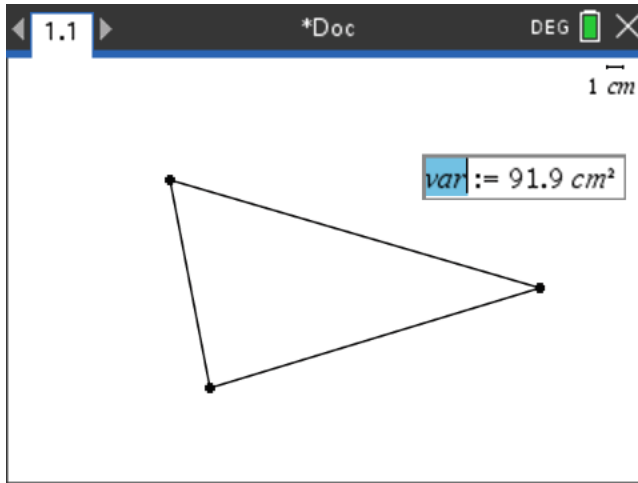 1.1 *Doc DEG
1 cm
var := 91.9 cm²